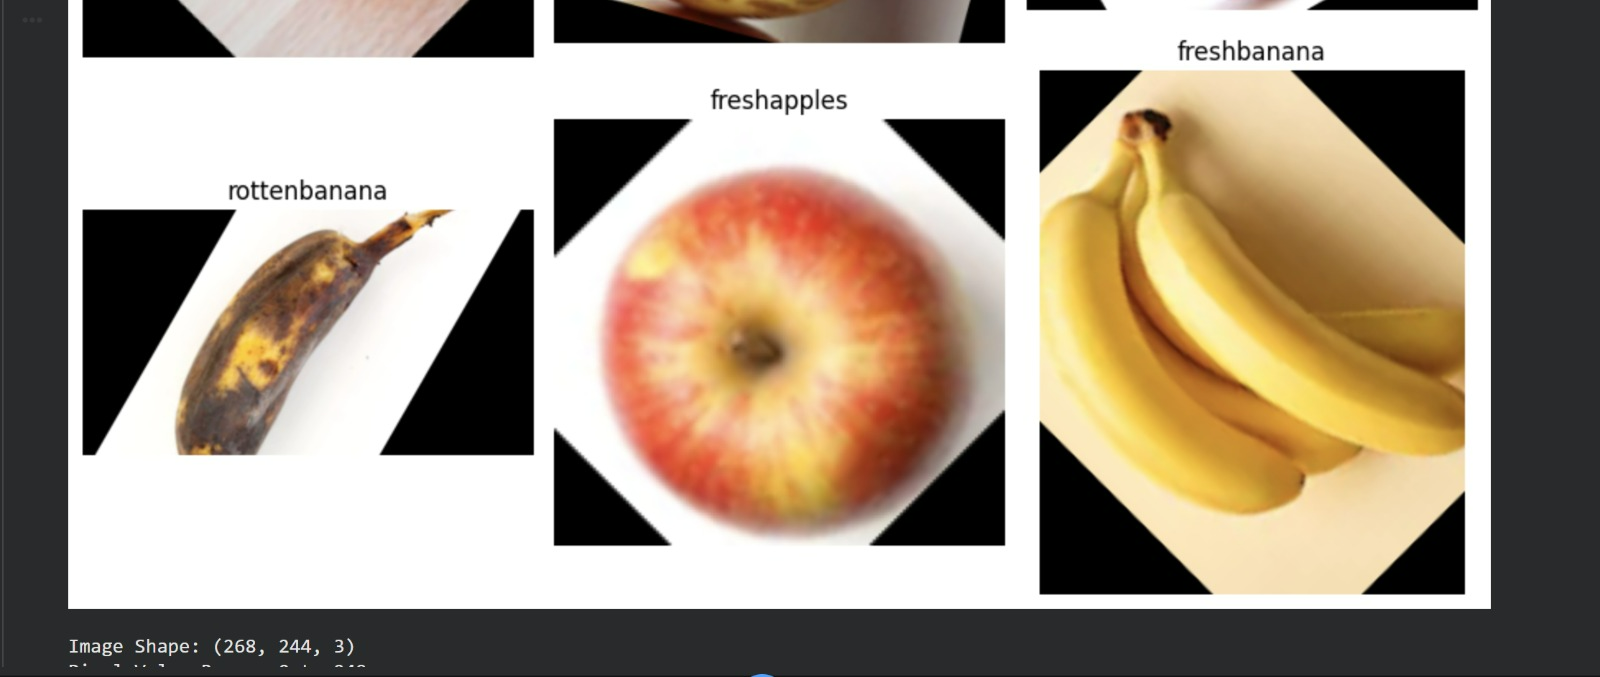 freshbanana
freshapples
rottenbanana
Image Shape: (268, 244, 3)